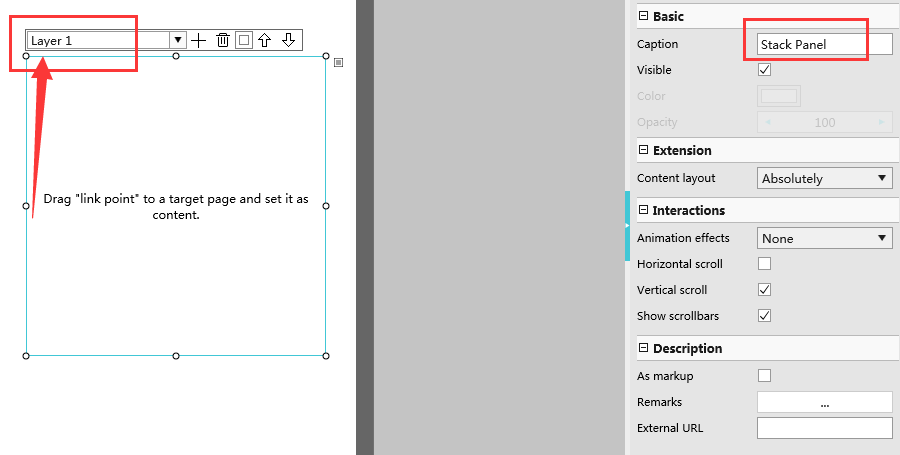 Layer 1
Drag "link point" to a target page and set it as
content.
Basic
Caption
Stack Panel
Visible
Color
Opacity
100
Extension
Content layout
Absolutely
Interactions
Animation effects
None
Horizontal scroll
Vertical scroll
Show scrollbars
Description
As markup
Remarks
...
External URL